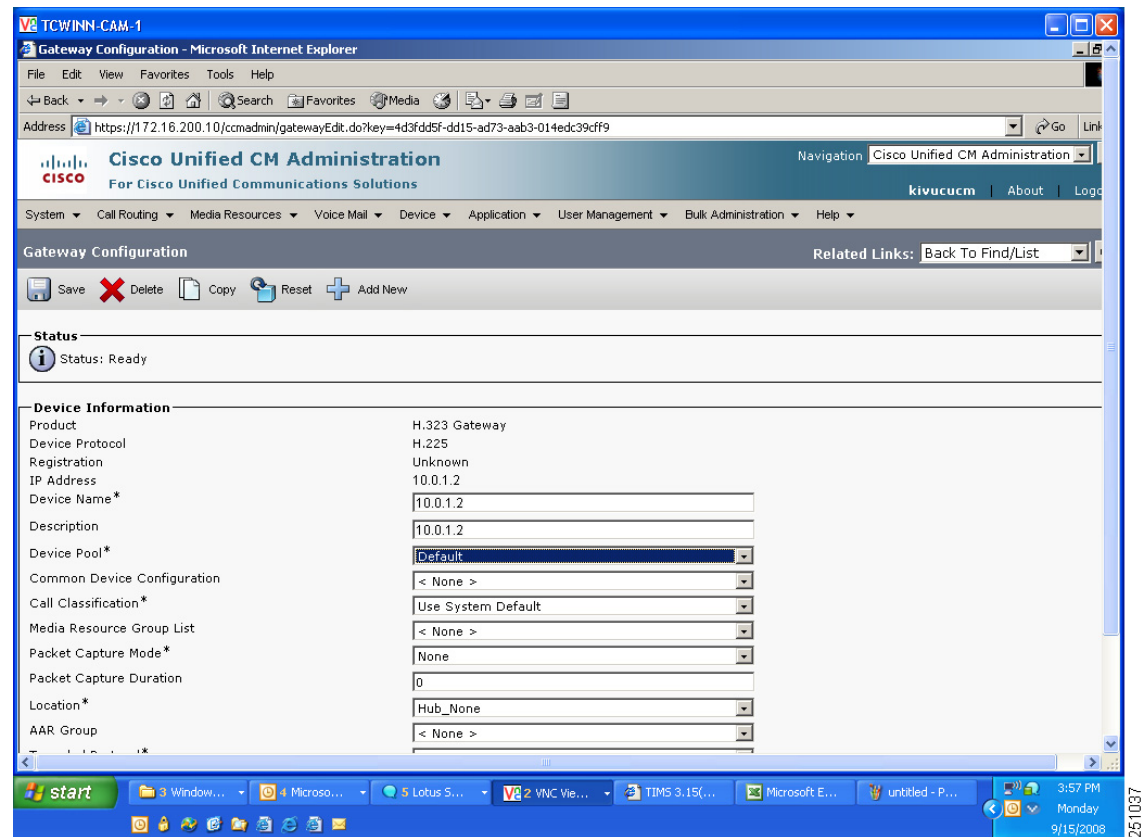 TCWINN-CAM-1
Gateway Configuration - Microsoft Internet Explorer
File Edit View Favorites Tools Help
Back Search Favorites Media
Address https://172.16.200.10/ccmadmin/gatewayEdit.do?key=4d3fdd5f-dd15-ad73-aab3-014edc39cff9 Go Link
CISCO Cisco Unified CM Administration Navigation Cisco Unified CM Administration
For Cisco Unified Communications Solutions
kivucucm | About | Logo
System Call Routing Media Resources Voice Mail Device Application User Management Bulk Administration Help
Gateway Configuration Related Links: Back To Find/List
Save Delete Copy Reset Add New
Status
Status: Ready
Device Information
Product H.323 Gateway
Device Protocol H.225
Registration Unknown
IP Address 10.0.1.2
Device Name* 10.0.1.2
Description 10.0.1.2
Device Pool* Default
Common Device Configuration < None >
Call Classification* Use System Default
Media Resource Group List < None >
Packet Capture Mode* None
Packet Capture Duration 0
Location* Hub_None
AAR Group < None >
start 3 Window... 4 Microso... 5 Lotus S... 2 VNC Vie... TIMS 3.15(... Microsoft E... untitled - P... 3:57 PM
Monday
9/15/2008
251037